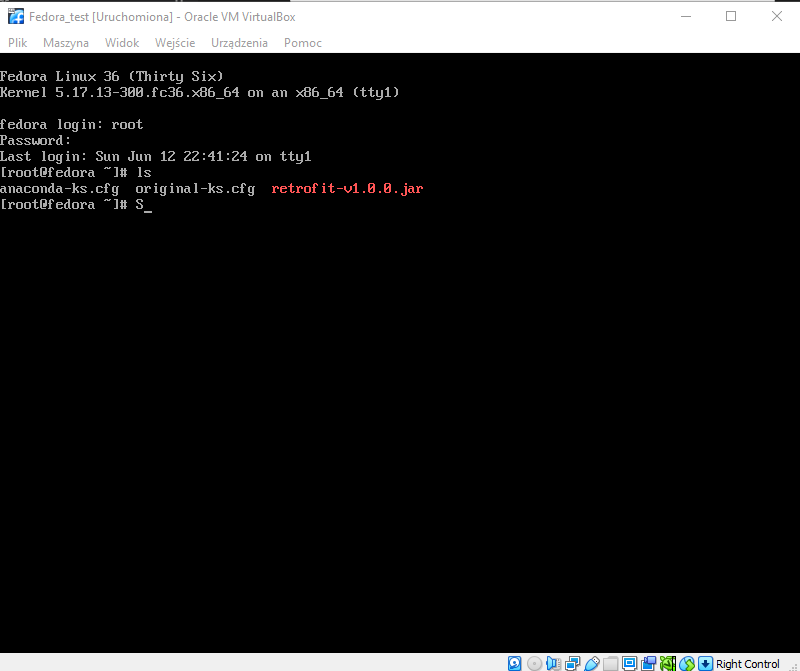 Fedora_test [Uruchomiona] - Oracle VM VirtualBox
Plik Maszyna Widok Wejście Urządzenia Pomoc
Fedora Linux 36 (Thirty Six)
Kernel 5.17.13-300.fc36.x86_64 on an x86_64 (tty1)
fedora login: root
Password:
Last login: Sun Jun 12 22:41:24 on tty1
[root@fedora ~]# ls
anaconda-ks.cfg original-ks.cfg retrofit-v1.0.0.jar
[root@fedora ~]# S_
Right Control